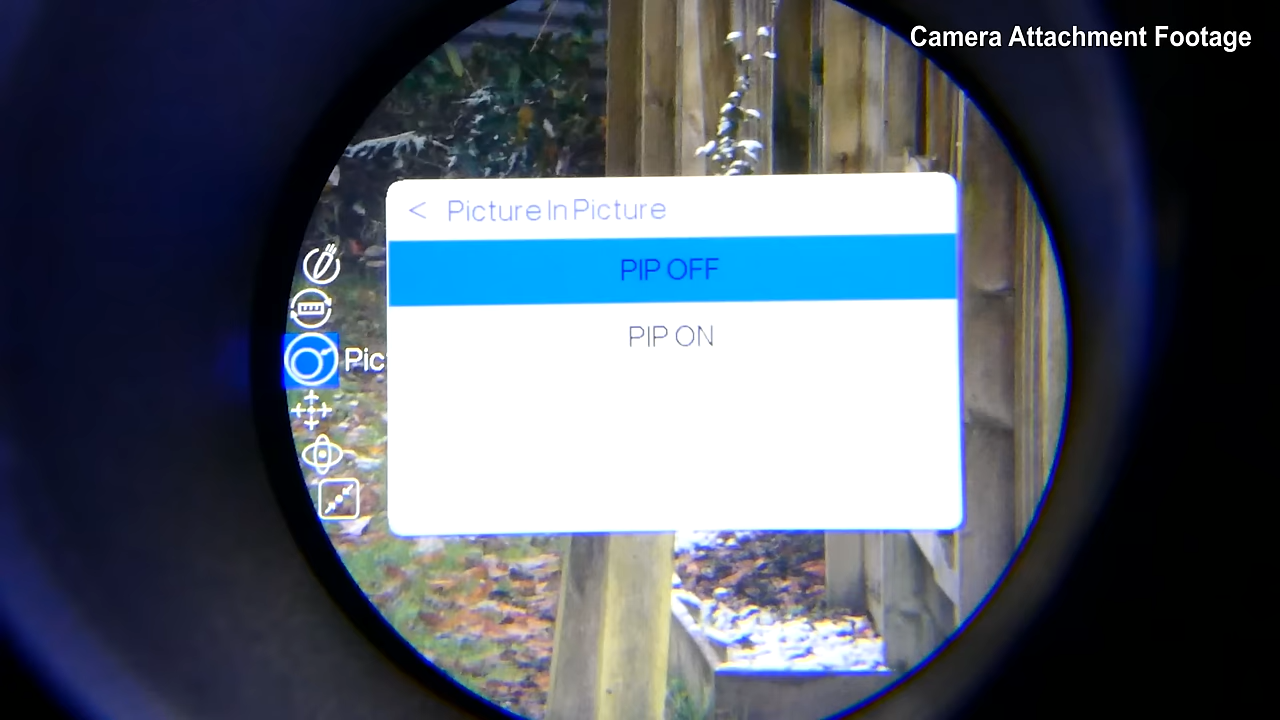 Camera Attachment Footage
< Picture In Picture
PIP OFF
Pic
PIP ON